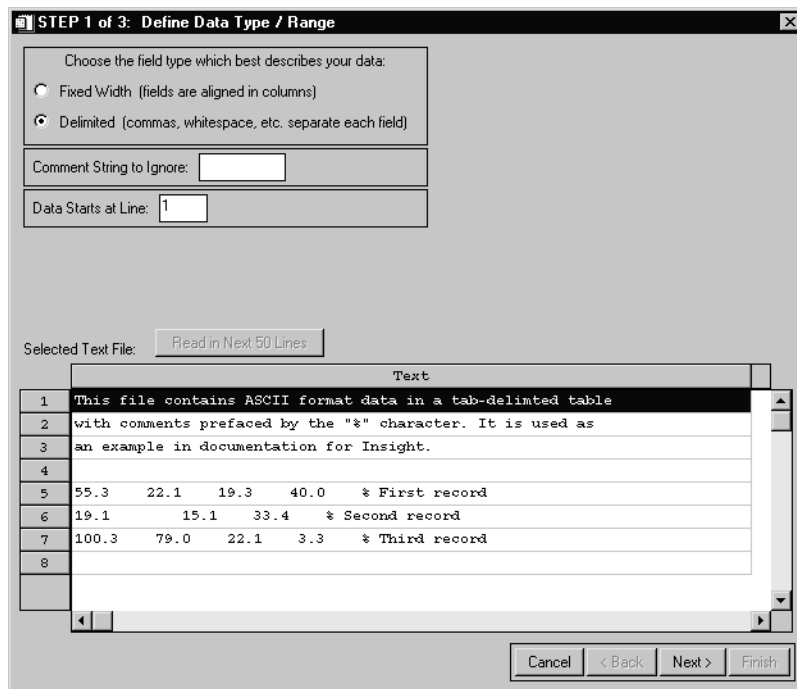 STEP 1 of 3: Define Data Type / Range
Choose the field type which best describes your data:
Fixed Width (fields are aligned in columns)
Delimited (commas, whitespace, etc. separate each field)
Comment String to Ignore:
Data Starts at Line: 1
Selected Text File: Read in Next 50 Lines
Text
1 This file contains ASCII format data in a tab-delimted table
2 with comments prefaced by the "%" character. It is used as
3 an example in documentation for Insight.
4
5 55.3 22.1 19.3 40.0 % First record
6 19.1 15.1 33.4 % Second record
7 100.3 79.0 22.1 3.3 % Third record
8
Cancel < Back Next > Finish